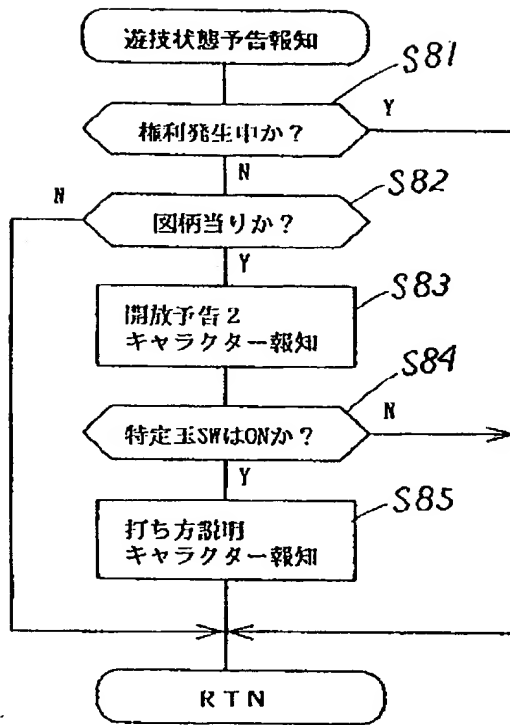 遊技状態予告報知
S81
権利発生中か?
Y
N
S82
N
図柄当りか?
Y
S83
開放予告2
キャラクター報知
S84
特定玉SWはONか?
N
Y
S85
打ち方説明
キャラクター報知
RTN